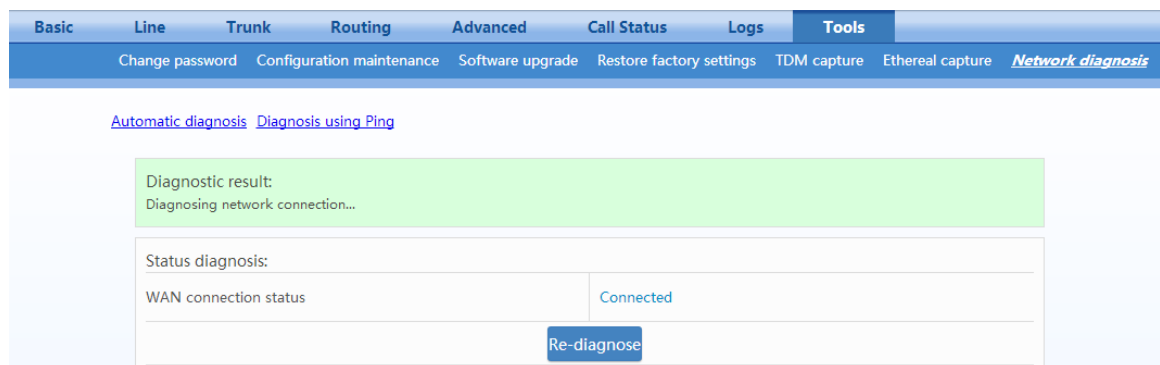 Basic Line Trunk Routing Advanced Call Status Logs Tools
Change password Configuration maintenance Software upgrade Restore factory settings TDM capture Ethereal capture Network diagnosis
Automatic diagnosis Diagnosis using Ping
Diagnostic result:
Diagnosing network connection...
Status diagnosis:
WAN connection status Connected
Re-diagnose